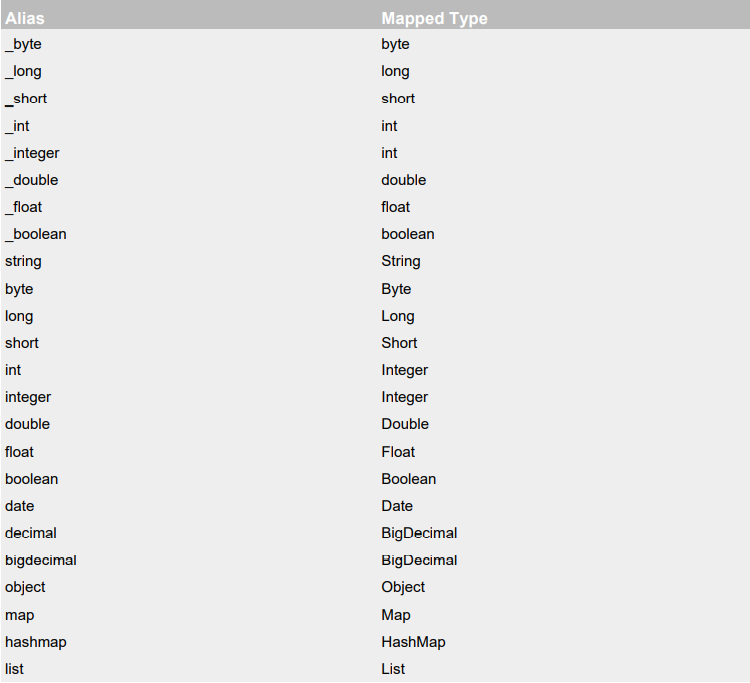 Alias Mapped Type
_byte byte
_long long
_short short
_int int
_integer int
_double double
_float float
_boolean boolean
string String
byte Byte
long Long
short Short
int Integer
integer Integer
double Double
float Float
boolean Boolean
date Date
decimal BigDecimal
bigdecimal BigDecimal
object Object
map Map
hashmap HashMap
list List